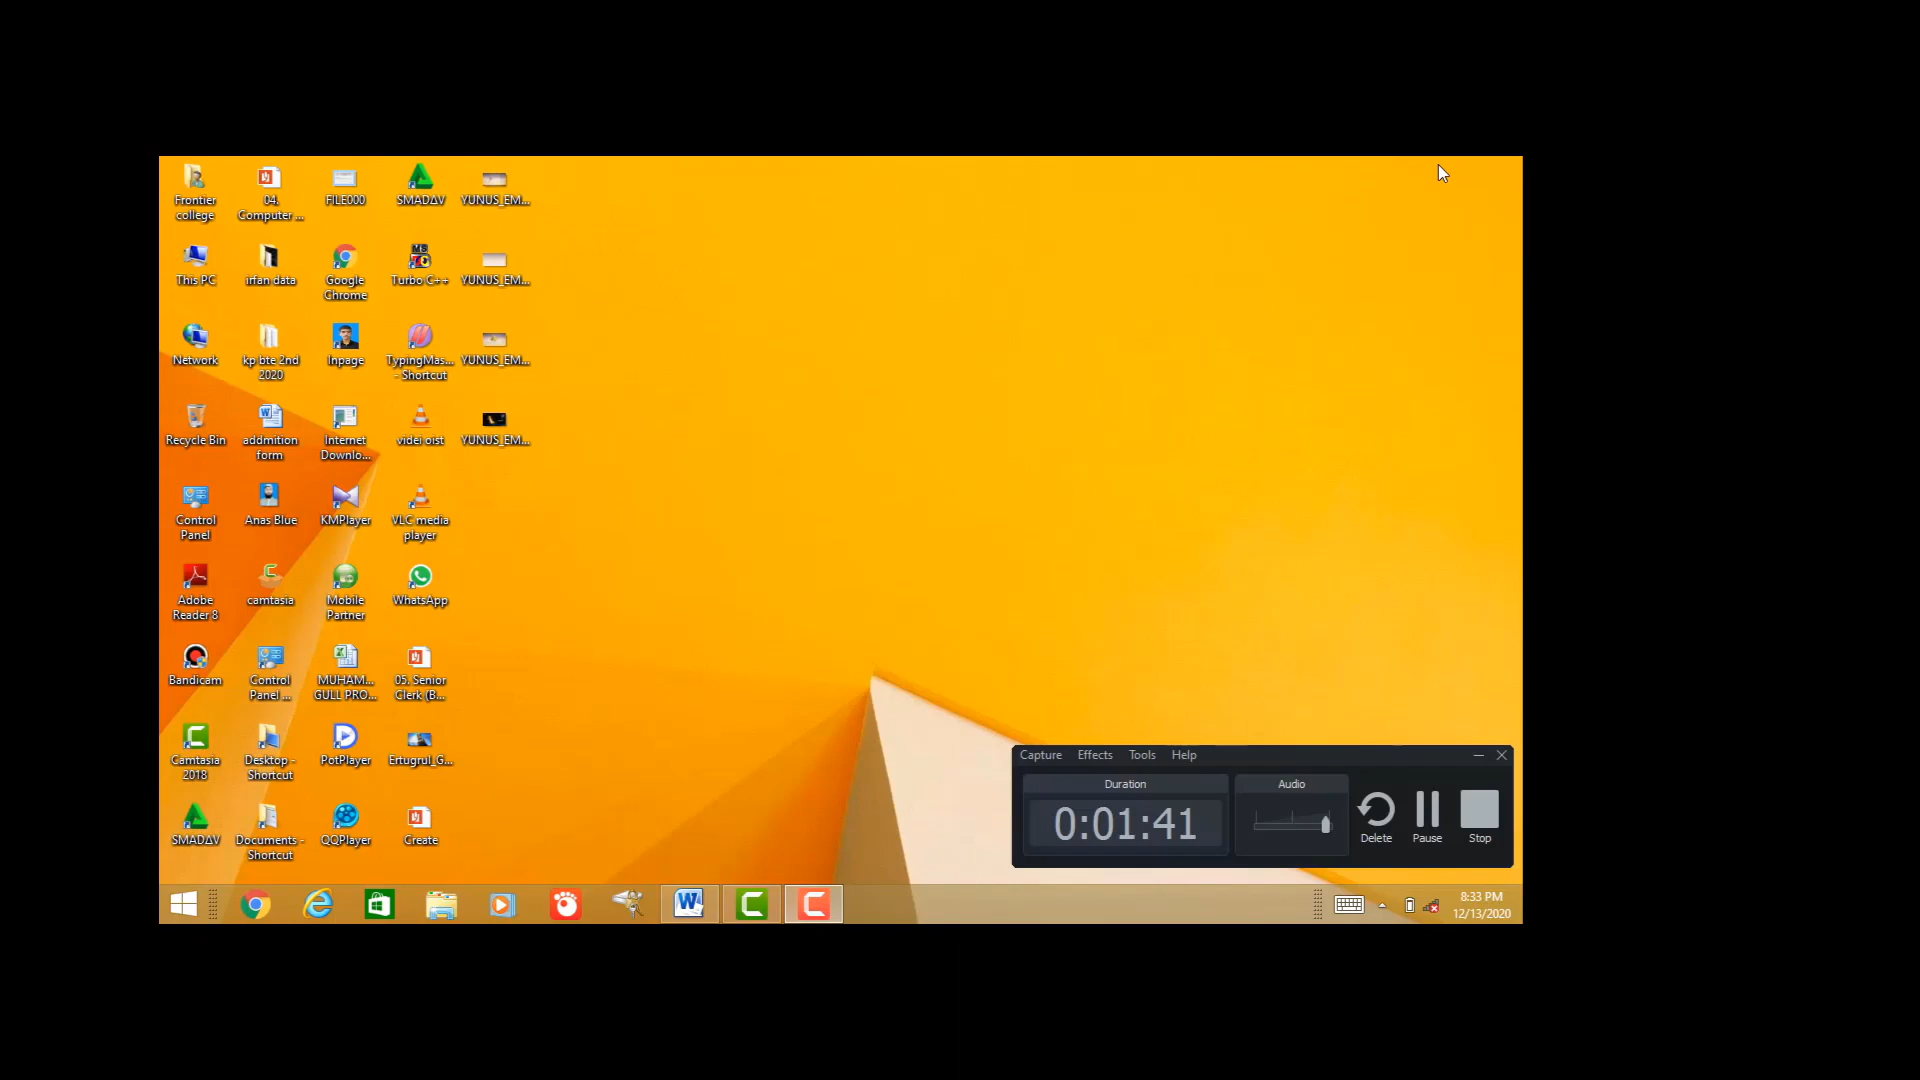 Frontier
college
04.
Computer ...
FILE000
SMADΔV
YUNUS_EM...
This PC
irfan data
Google
Chrome
Turbo C++
YUNUS_EM...
Network
kp bte 2nd
2020
Inpage
TypingMas...
- Shortcut
YUNUS_EM...
Recycle Bin
addmition
form
Internet
Downlo...
videi oist
YUNUS_EM...
Control
Panel
Anas Blue
KMPlayer
VLC media
player
Adobe
Reader 8
camtasia
Mobile
Partner
WhatsApp
Bandicam
Control
Panel ...
MUHAM...
GULL PRO...
05. Senior
Clerk (B...
Camtasia
2018
Desktop -
Shortcut
PotPlayer
Ertugrul_G...
SMADΔV
Documents -
Shortcut
QQPlayer
Create
Capture Effects Tools Help
Duration
Audio
0:01:41
Delete
Pause
Stop
8:33 PM
12/13/2020